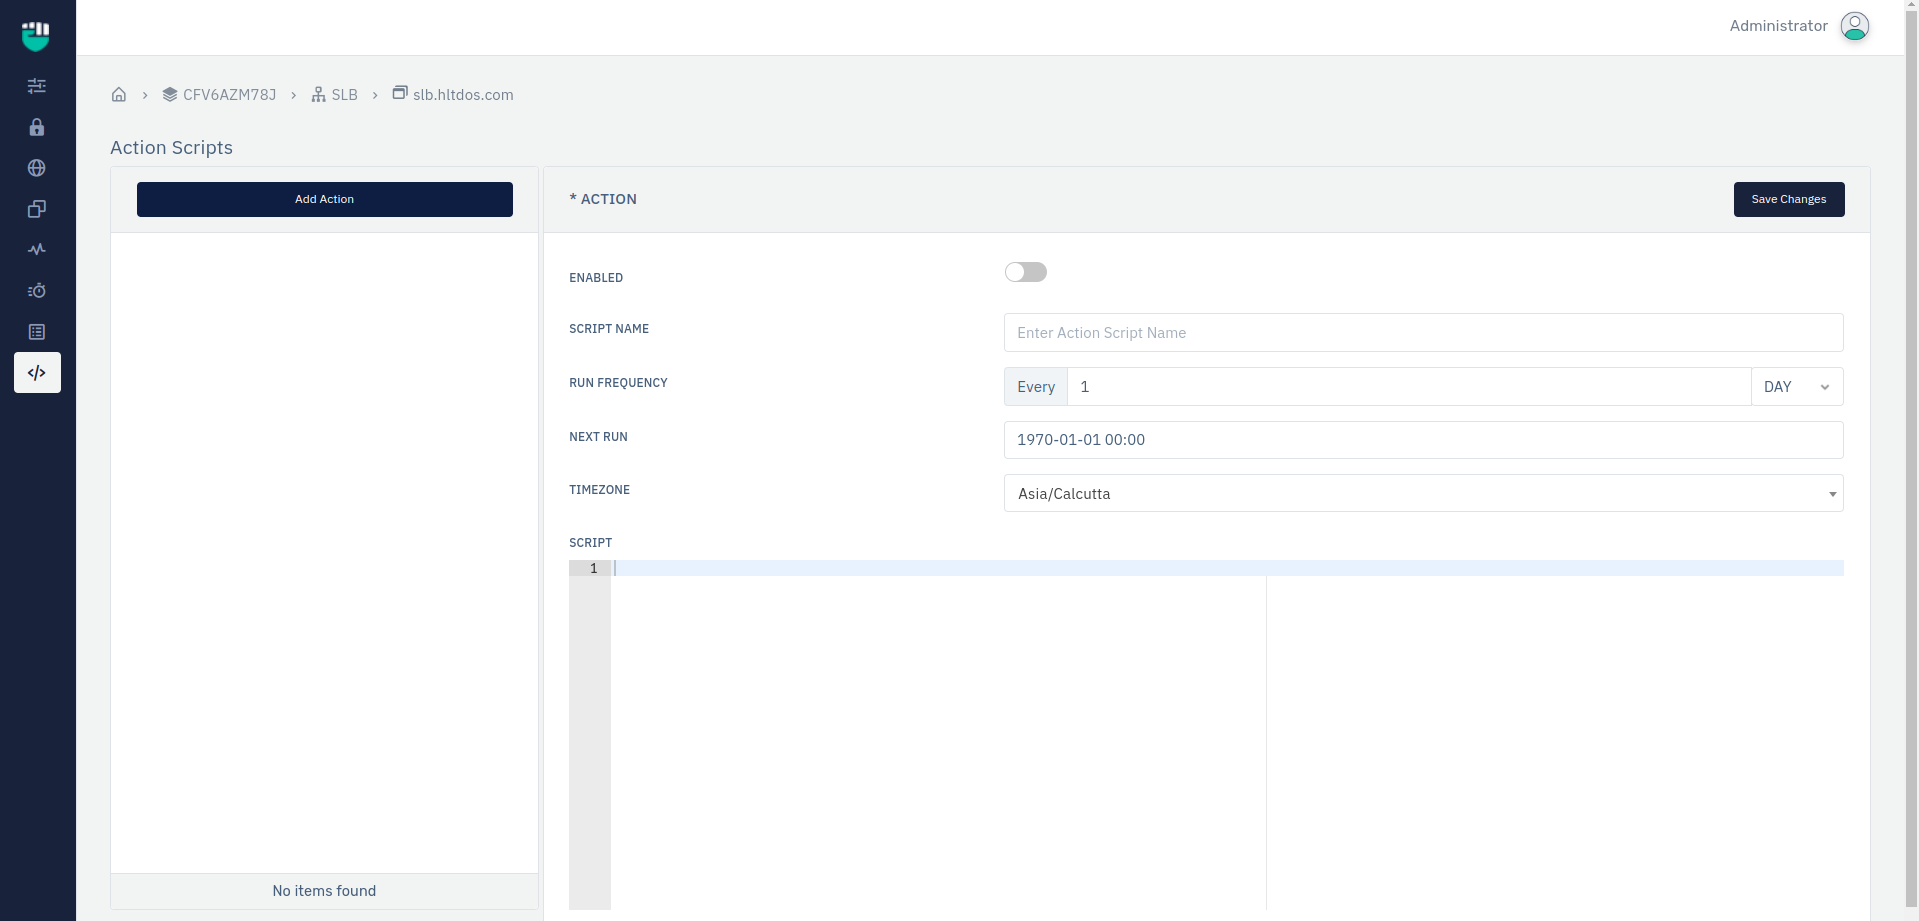 Administrator
CFV6AZM78J > SLB > slb.hltdos.com
Action Scripts
Add Action
* ACTION
Save Changes
ENABLED
SCRIPT NAME
Enter Action Script Name
RUN FREQUENCY
Every 1 DAY
NEXT RUN
1970-01-01 00:00
TIMEZONE
Asia/Calcutta
SCRIPT
1
No items found